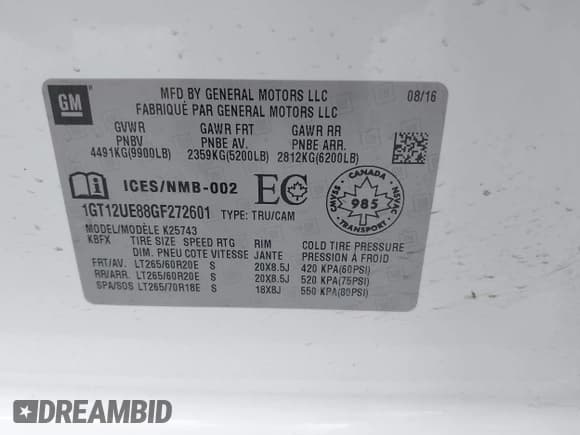 GM
MFD BY GENERAL MOTORS LLC 08/16
FABRIQUÉ PAR GENERAL MOTORS LLC
GVWR GAWR FRT GAWR RR
PNBV PNBE AV. PNBE ARR.
4491KG(9900LB) 2359KG(5200LB) 2812KG(6200LB)
ICES/NMB-002 EC
CANADA
CMVSS 985 NSVAC
TRANSPORT
1GT12UE88GF272601 TYPE: TRU/CAM
MODEL/MODÈLE K25743
KBFX TIRE SIZE SPEED RTG RIM COLD TIRE PRESSURE
DIM. PNEU COTE VITESSE JANTE PRESSION À FROID
FRT/AV. LT265/60R20E S 20X8.5J 420 KPA(60PSI)
RR/ARR. LT265/60R20E S 20X8.5J 520 KPA(75PSI)
SPA/SOS LT265/70R18E S 18X8J 550 KPA(80PSI)
DREAMBID